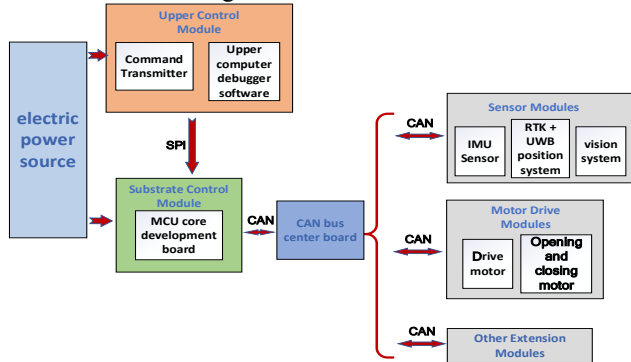 Upper Control
Module
Command
Transmitter
Upper
computer
debugger
software
electric
power
source
SPI
Substrate Control
Module
MCU core
development
board
CAN
CAN bus
center board
CAN
Sensor Modules
IMU
Sensor
RTK +
UWB
position
system
vision
system
CAN
Motor Drive
Modules
Drive
motor
Opening
and
closing
motor
CAN
Other Extension
Modules